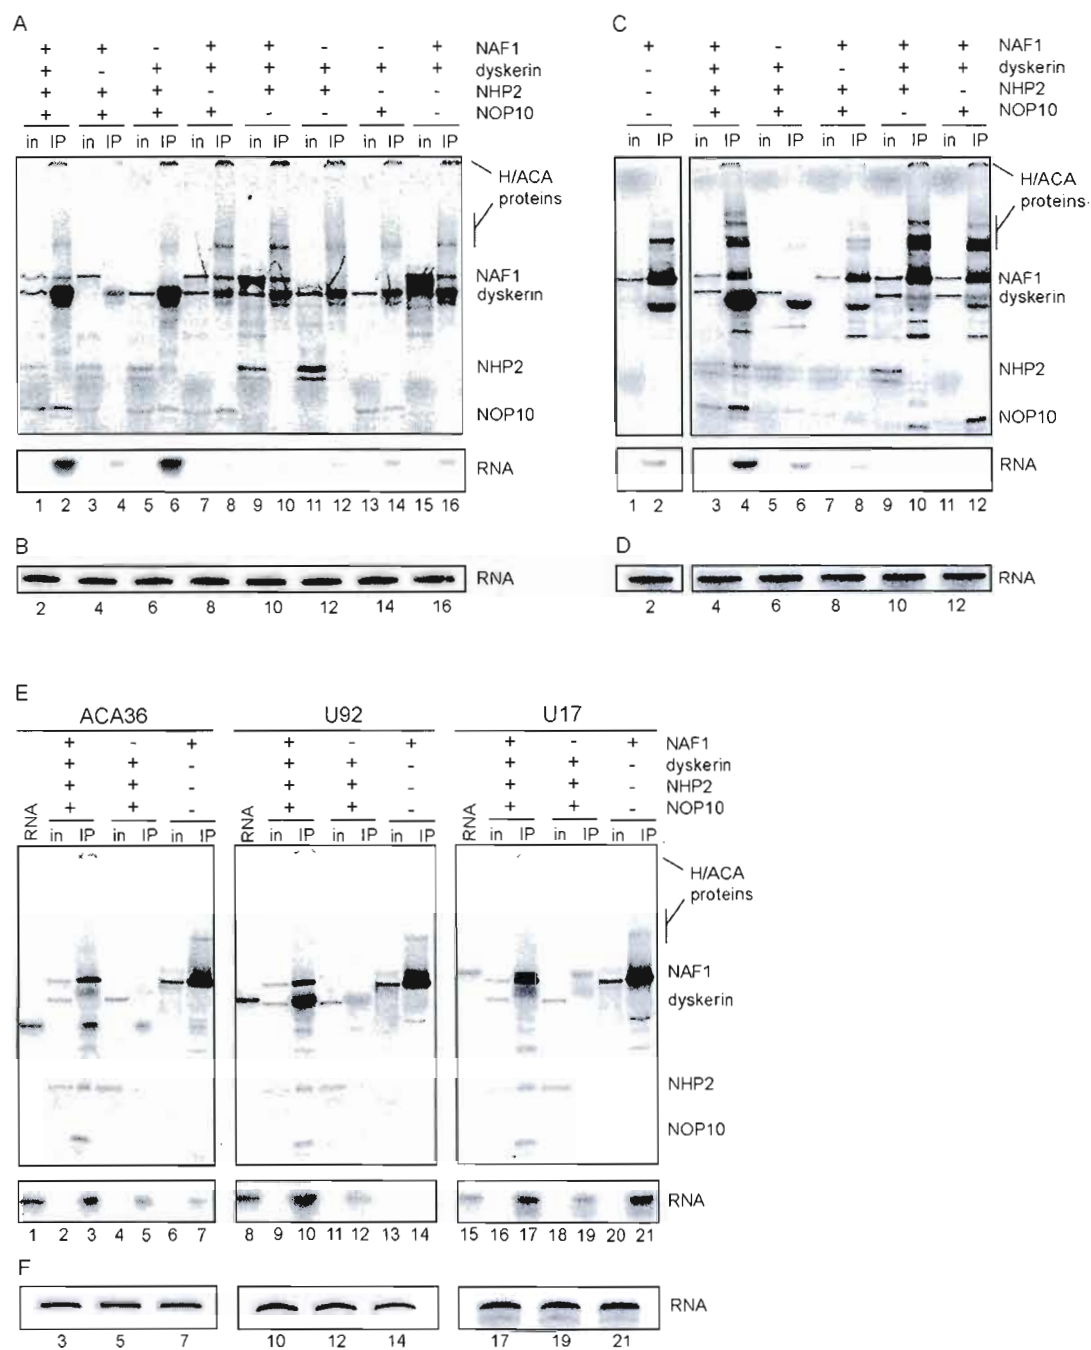 A
+ + - + + - - + NAF1
+ - + + + + + + dyskerin
+ + + - + + - - NHP2
+ + + + - - + - NOP10
in IP in IP in IP in IP in IP in IP in IP in IP
H/ACA
proteins
NAF1
dyskerin
NHP2
NOP10
RNA
1 2 3 4 5 6 7 8 9 10 11 12 13 14 15 16
B
RNA
2 4 6 8 10 12 14 16
C
+ + - + + + NAF1
- + + - + + dyskerin
- + + + + - NHP2
- + + + - + NOP10
in IP in IP in IP in IP in IP in IP
H/ACA
proteins
NAF1
dyskerin
NHP2
NOP10
RNA
1 2 3 4 5 6 7 8 9 10 11 12
D
RNA
2 4 6 8 10 12
E
ACA36 U92 U17
+ - + + - + + - + NAF1
+ + - + + - + + - dyskerin
+ + - + + - + + - NHP2
+ + - + + - + + - NOP10
RNA in IP in IP in IP RNA in IP in IP in IP RNA in IP in IP in IP
H/ACA
proteins
NAF1
dyskerin
NHP2
NOP10
RNA
1 2 3 4 5 6 7 8 9 10 11 12 13 14 15 16 17 18 19 20 21
F
RNA
3 5 7 10 12 14 17 19 21